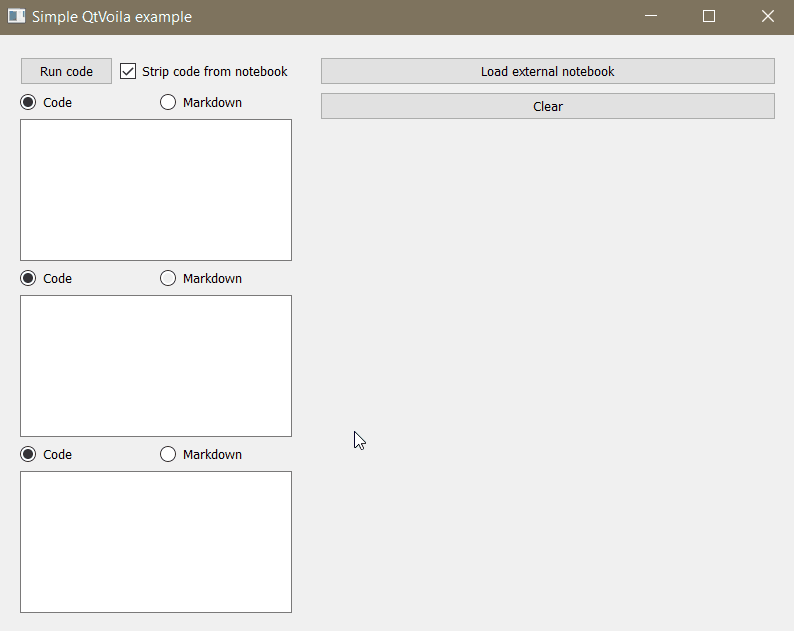 Simple QtVoila example
Run code Strip code from notebook Load external notebook
Code Markdown Clear
Code Markdown
Code Markdown